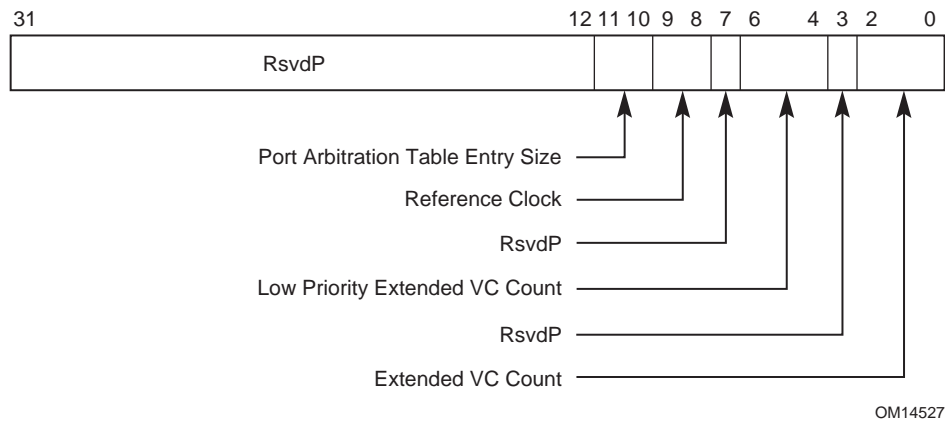 31 12 11 10 9 8 7 6 4 3 2 0
RsvdP
Port Arbitration Table Entry Size
Reference Clock
RsvdP
Low Priority Extended VC Count
RsvdP
Extended VC Count
OM14527